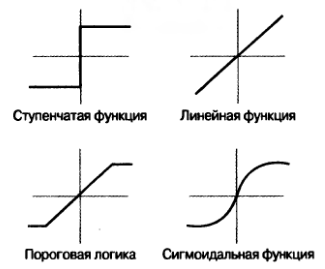 Ступенчатая функция
Линейная функция
Пороговая логика
Сигмоидальная функция